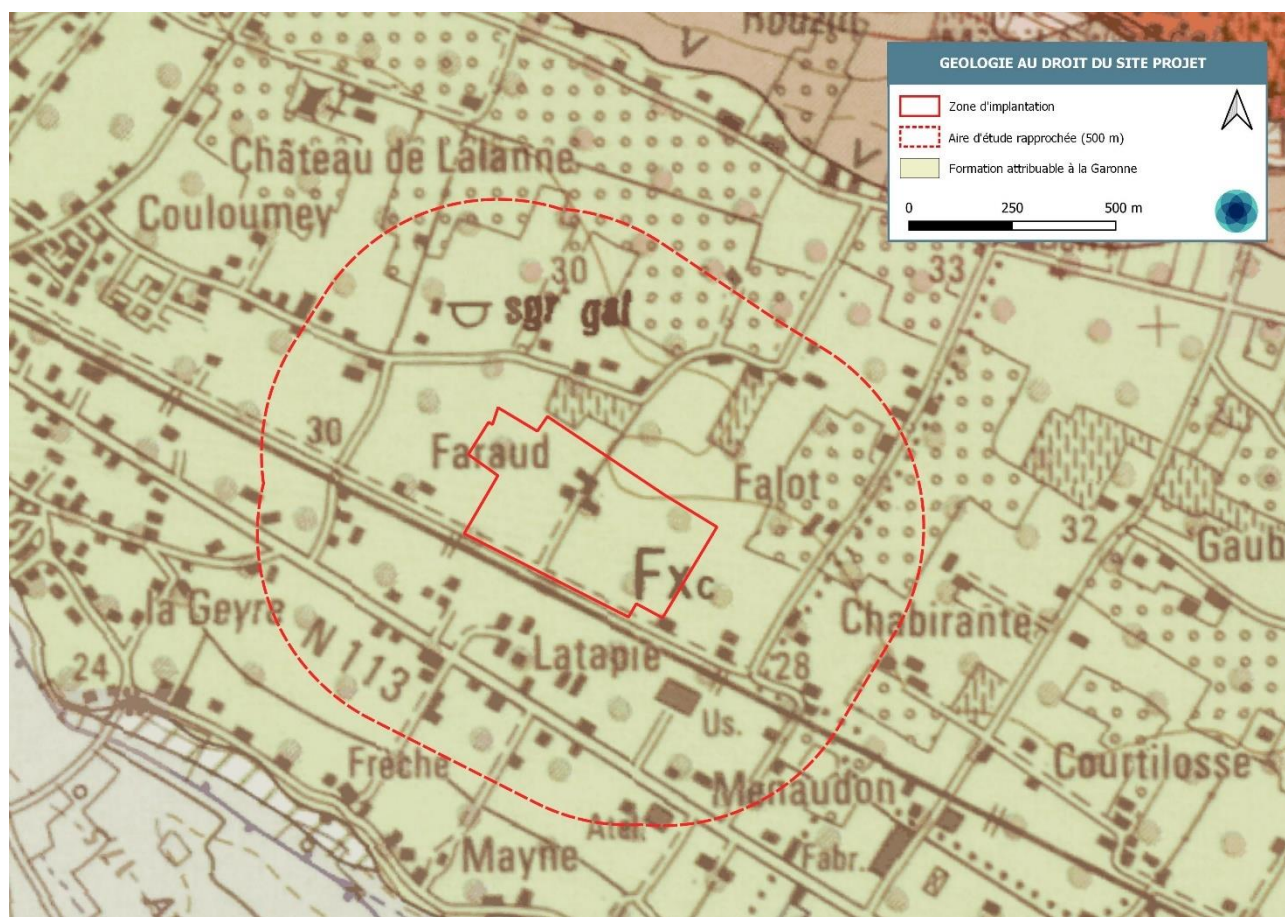 GEOLOGIE AU DROIT DU SITE PROJET
Zone d'implantation
Aire d'étude rapprochée (500 m)
Formation attribuable à la Garonne
0 250 500 m
Château de Lalanne
Couloumey
30
33
sgr gal
30
Faraud
Falot
32
Gaub
Fxc
la Geyre
N 113
Chabirante
Latapie
24
28
Us.
Courtilosse
Frèche
Menaudon
Atel.
Mayne
Fabr.
175